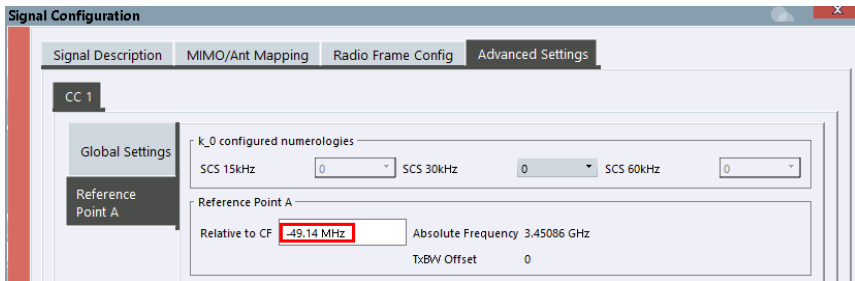 Signal Configuration
Signal Description MIMO/Ant Mapping Radio Frame Config Advanced Settings
CC 1
Global Settings
Reference Point A
k_0 configured numerologies
SCS 15kHz 0 SCS 30kHz 0 SCS 60kHz 0
Reference Point A
Relative to CF -49.14 MHz Absolute Frequency 3.45086 GHz
TxBW Offset 0